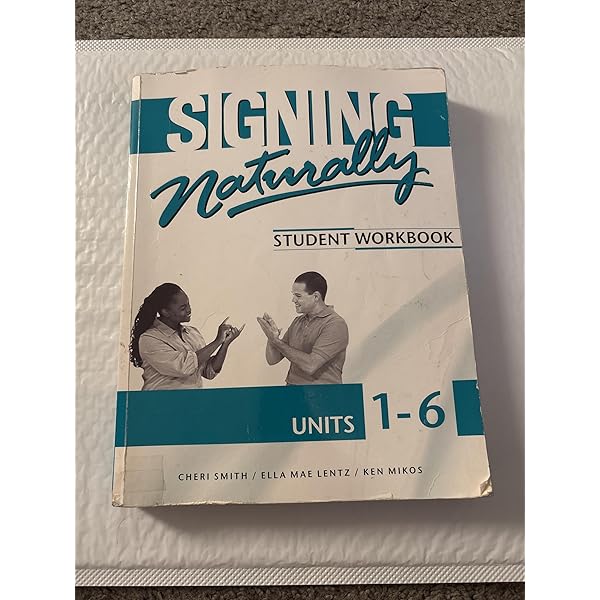 SIGNING
Naturally
STUDENT WORKBOOK
UNITS 1-6
CHERI SMITH / ELLA MAE LENTZ / KEN MIKOS